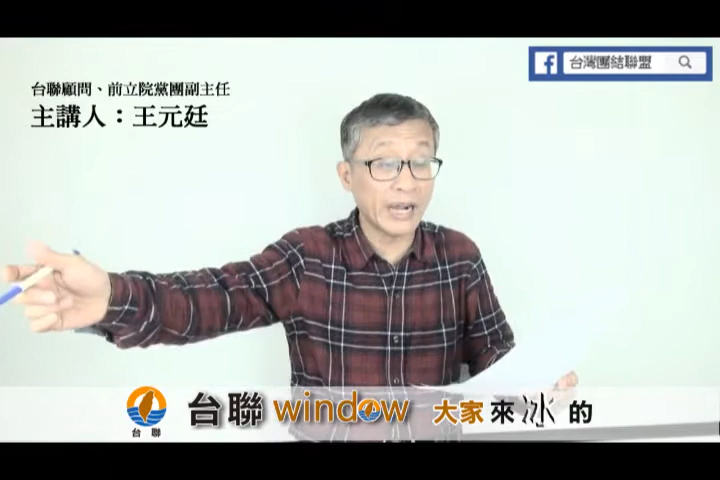 台聯顧問、前立院黨團副主任
主講人：王元廷
f 台灣團結聯盟
台聯
台聯 window 大家來冰的